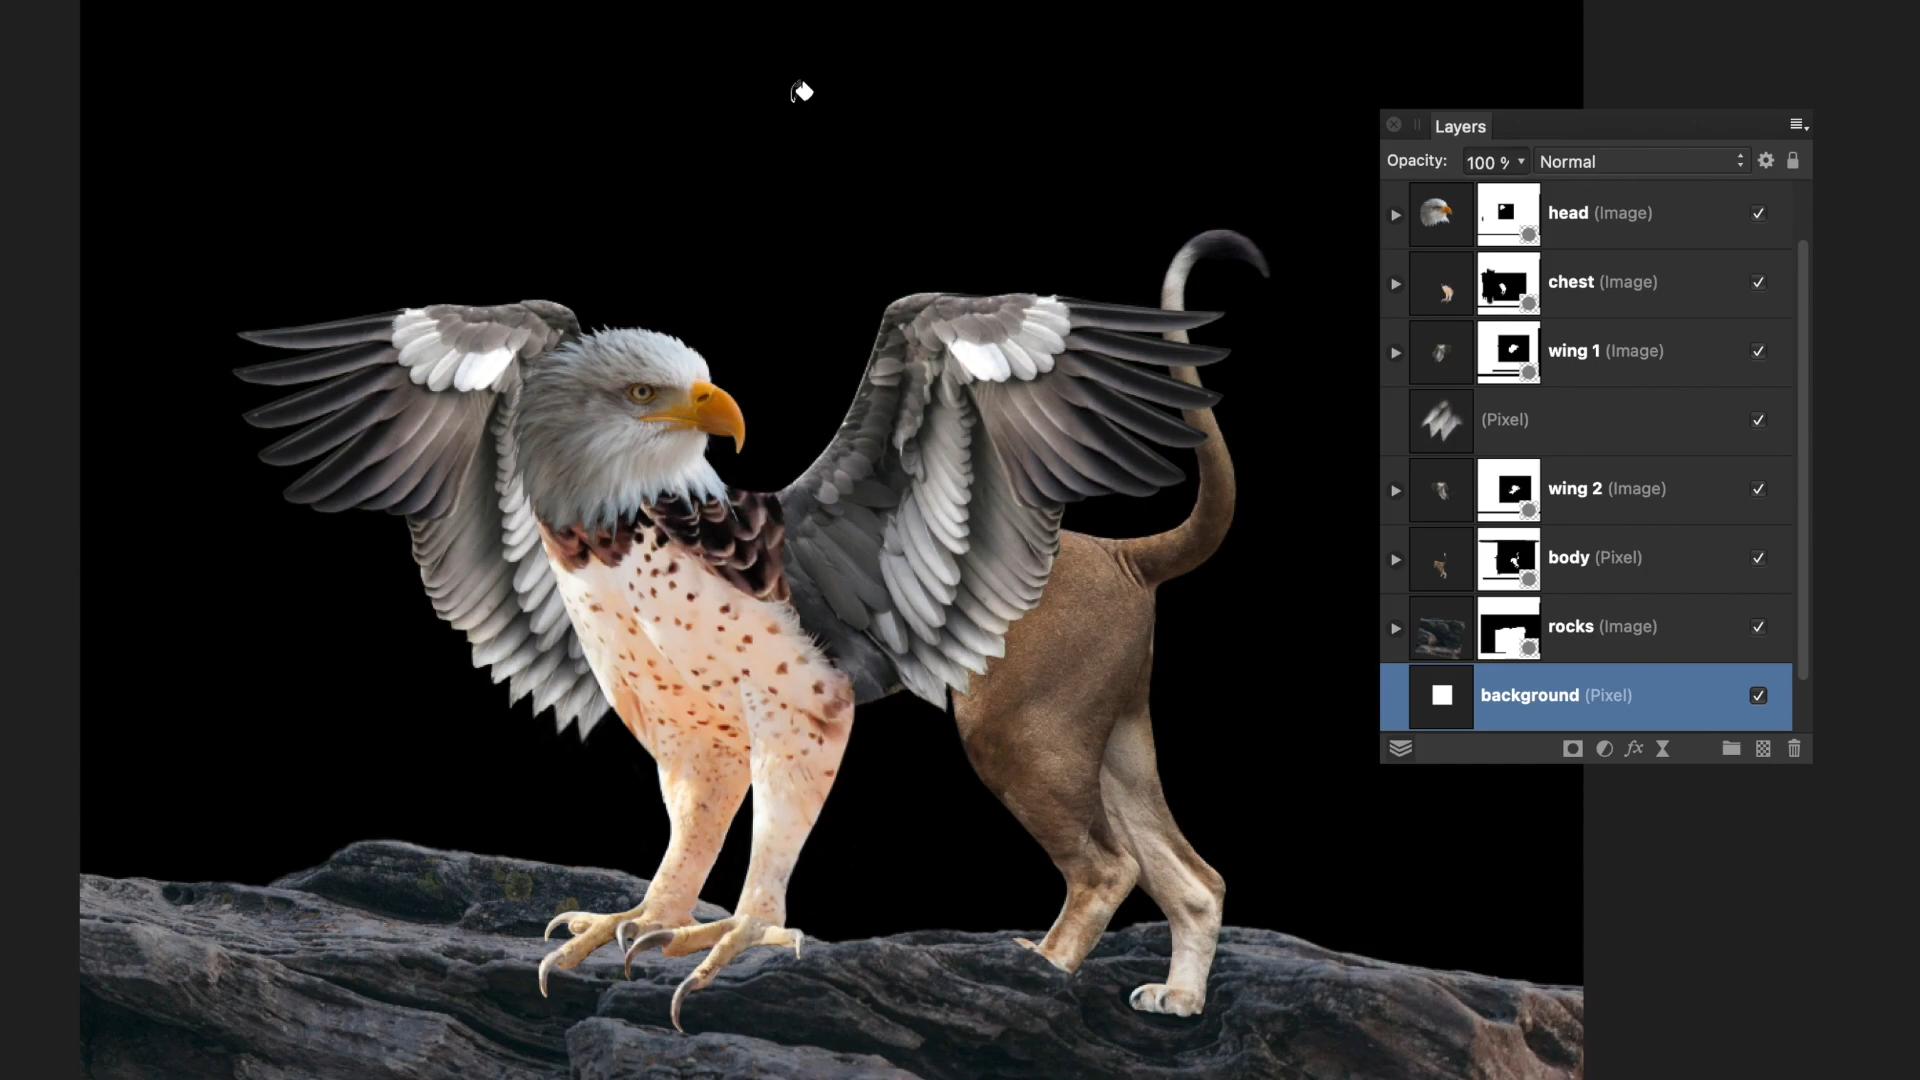 Layers
Opacity: 100 % Normal
head (Image)
chest (Image)
wing 1 (Image)
(Pixel)
wing 2 (Image)
body (Pixel)
rocks (Image)
background (Pixel)
fx